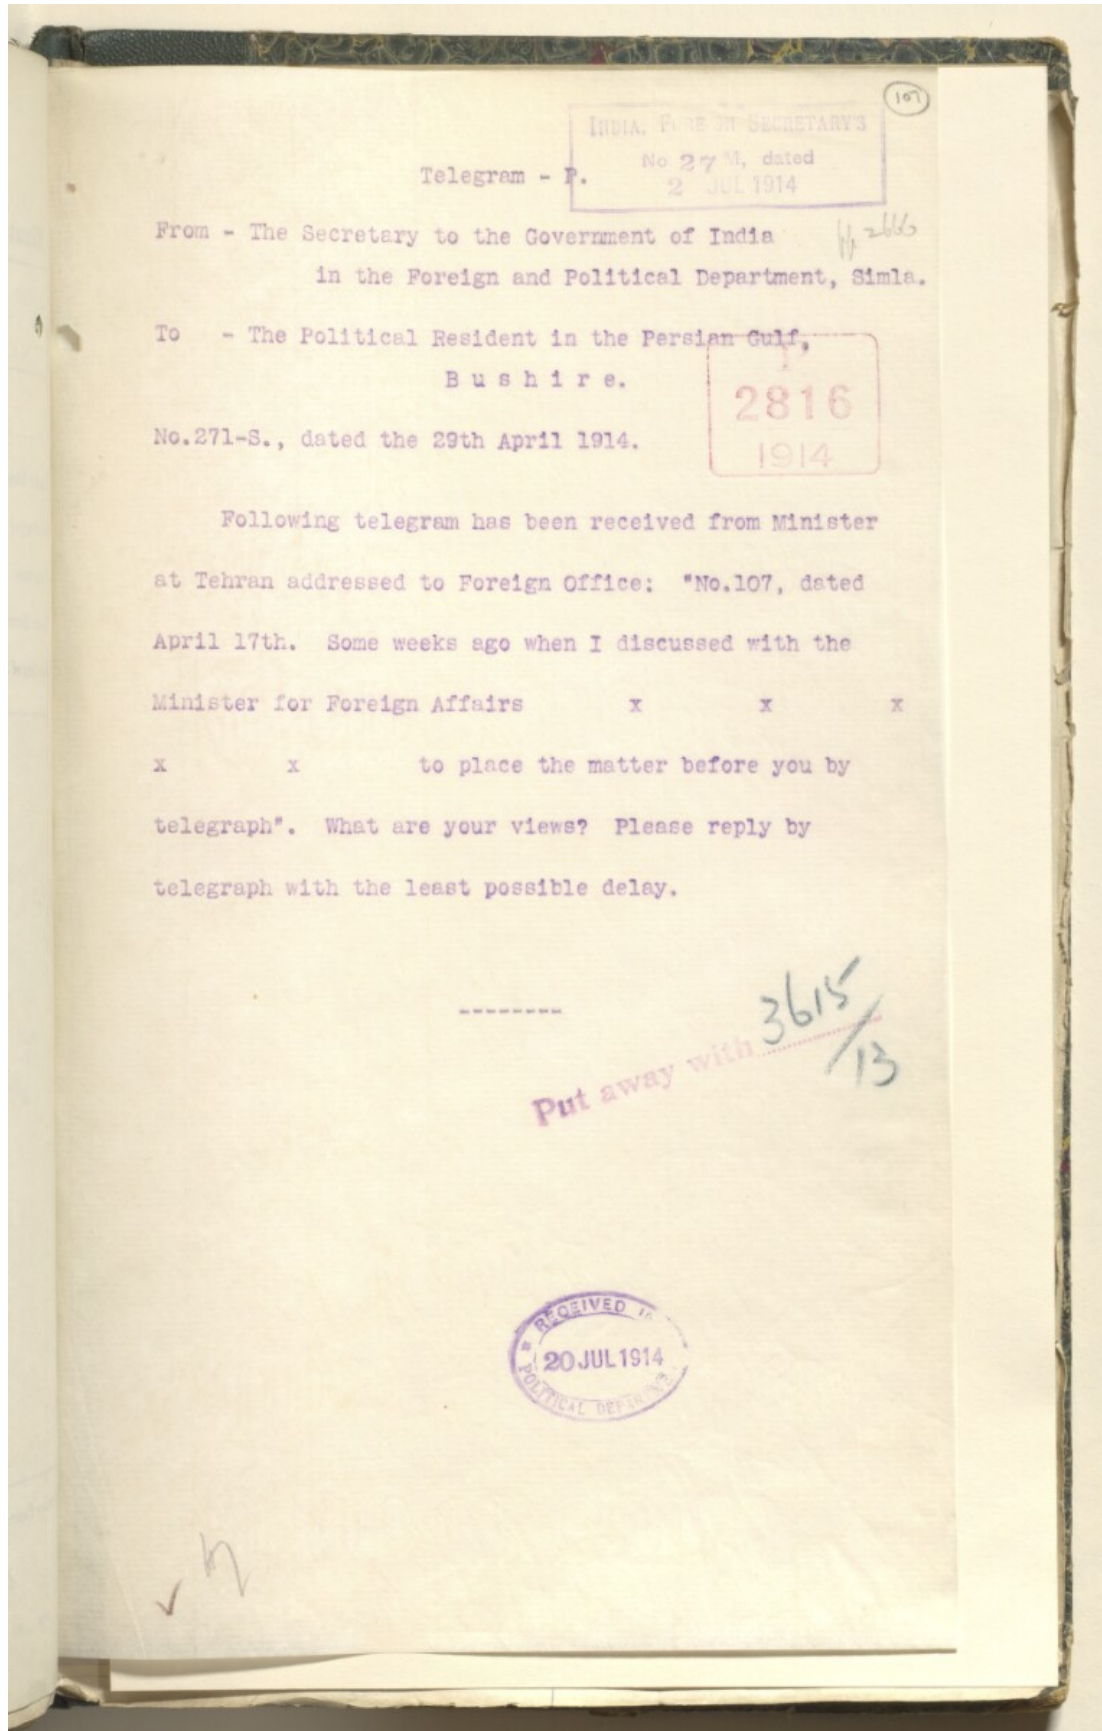 107
INDIA, FOREIGN SECRETARY'S
No 27 M, dated
2 JUL 1914
Telegram - P.
From - The Secretary to the Government of India
in the Foreign and Political Department, Simla.
To - The Political Resident in the Persian Gulf,
Bushire.
P
2816
1914
No.271-S., dated the 29th April 1914.
Following telegram has been received from Minister
at Tehran addressed to Foreign Office: "No.107, dated
April 17th. Some weeks ago when I discussed with the
Minister for Foreign Affairs x x x
x x to place the matter before you by
telegraph". What are your views? Please reply by
telegraph with the least possible delay.
--------
Put away with 3615/13
RECEIVED IN
20 JUL 1914
POLITICAL DEPT